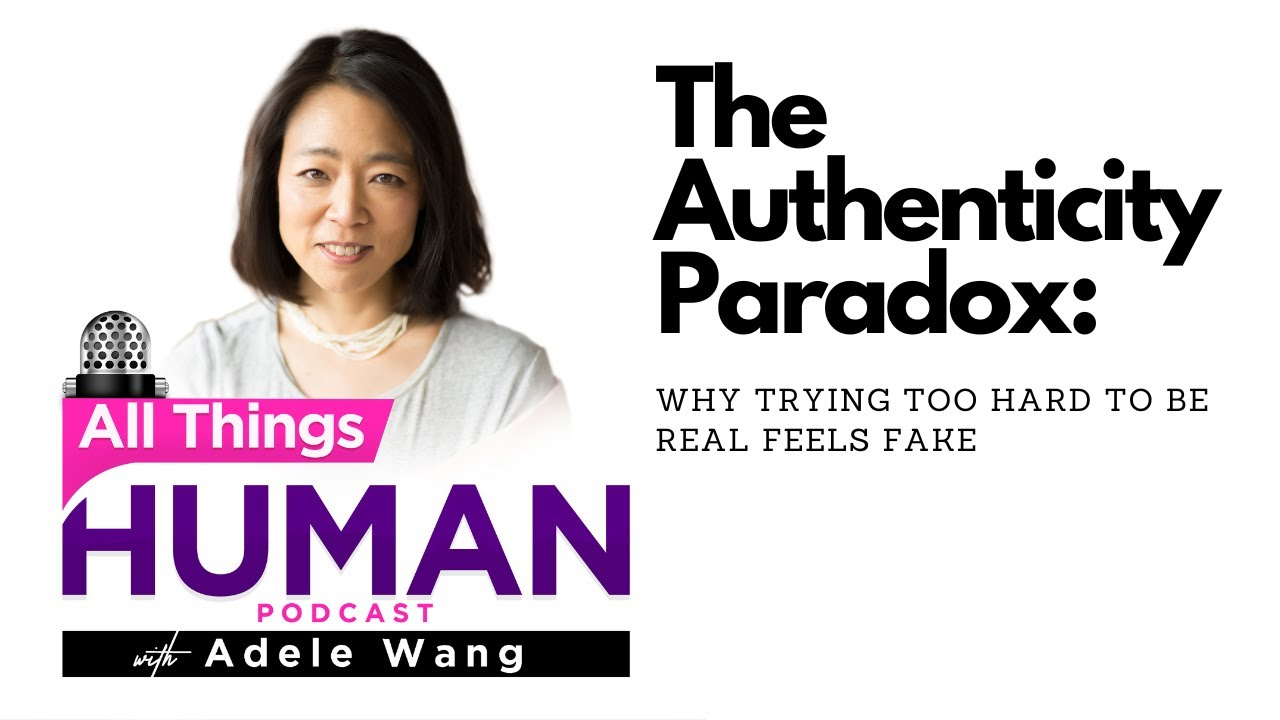 All Things
HUMAN
PODCAST
with Adele Wang
The
Authenticity
Paradox:
WHY TRYING TOO HARD TO BE
REAL FEELS FAKE